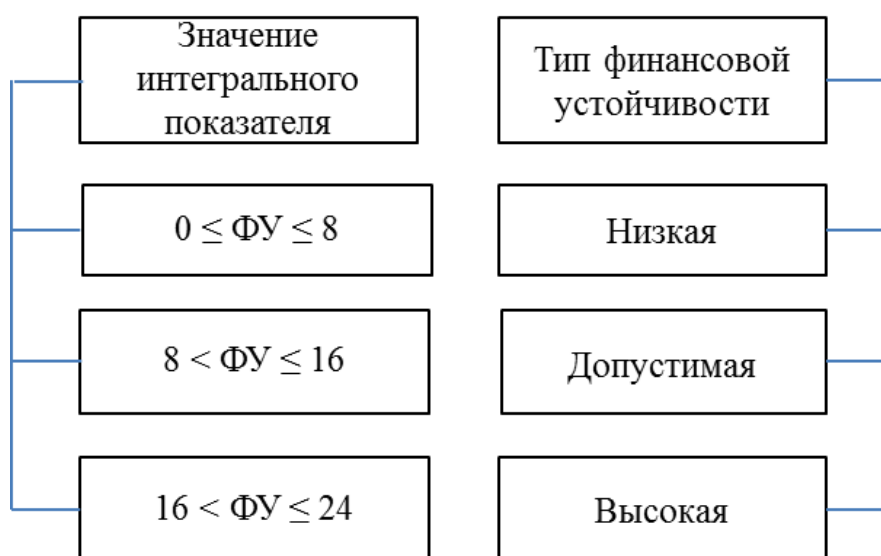 Значение
интегрального
показателя
Тип финансовой
устойчивости
0 ≤ ФУ ≤ 8
Низкая
8 < ФУ ≤ 16
Допустимая
16 < ФУ ≤ 24
Высокая